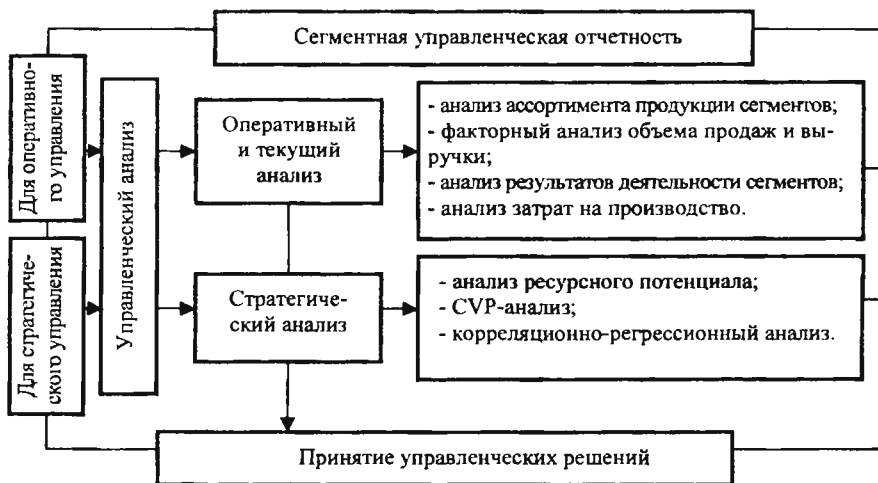 Сегментная управленческая отчетность
Для оперативно-
го управления
Для стратегиче-
ского управления
Управленческий анализ
Оперативный
и текущий
анализ
- анализ ассортимента продукции сегментов;
- факторный анализ объема продаж и вы-
ручки;
- анализ результатов деятельности сегментов;
- анализ затрат на производство.
Стратегиче-
ский анализ
- анализ ресурсного потенциала;
- CVP-анализ;
- корреляционно-регрессионный анализ.
Принятие управленческих решений